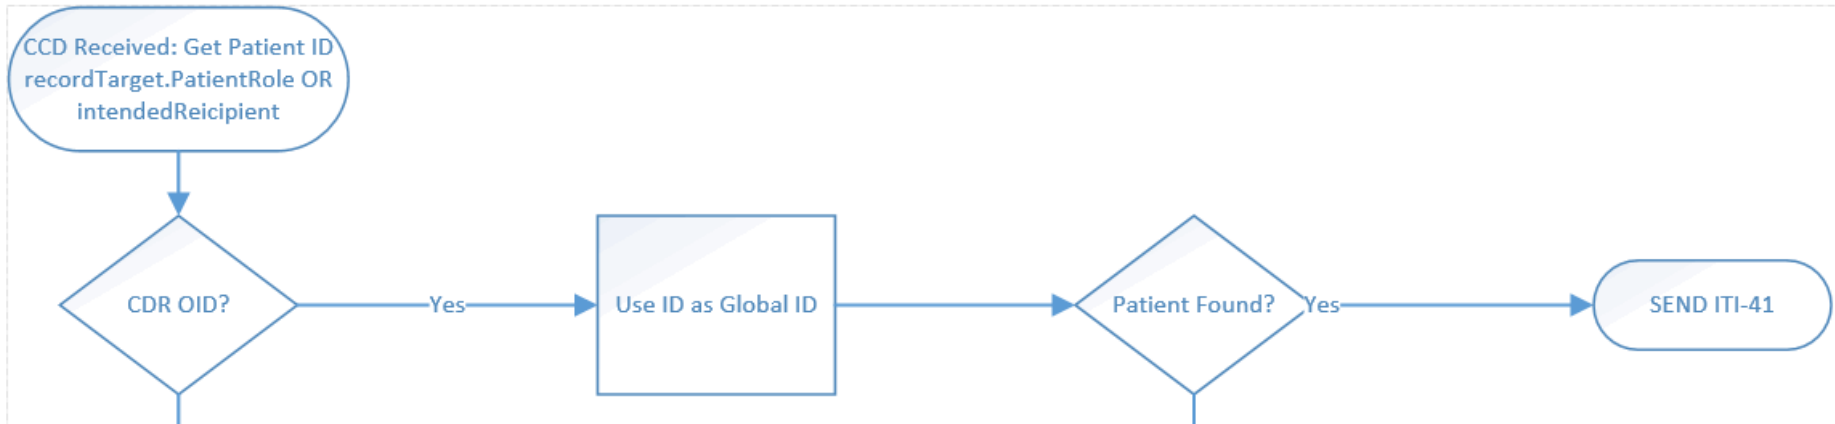 CCD Received: Get Patient ID
recordTarget.PatientRole OR
intendedReicipient
CDR OID?
Yes
Use ID as Global ID
Patient Found?
Yes
SEND ITI-41